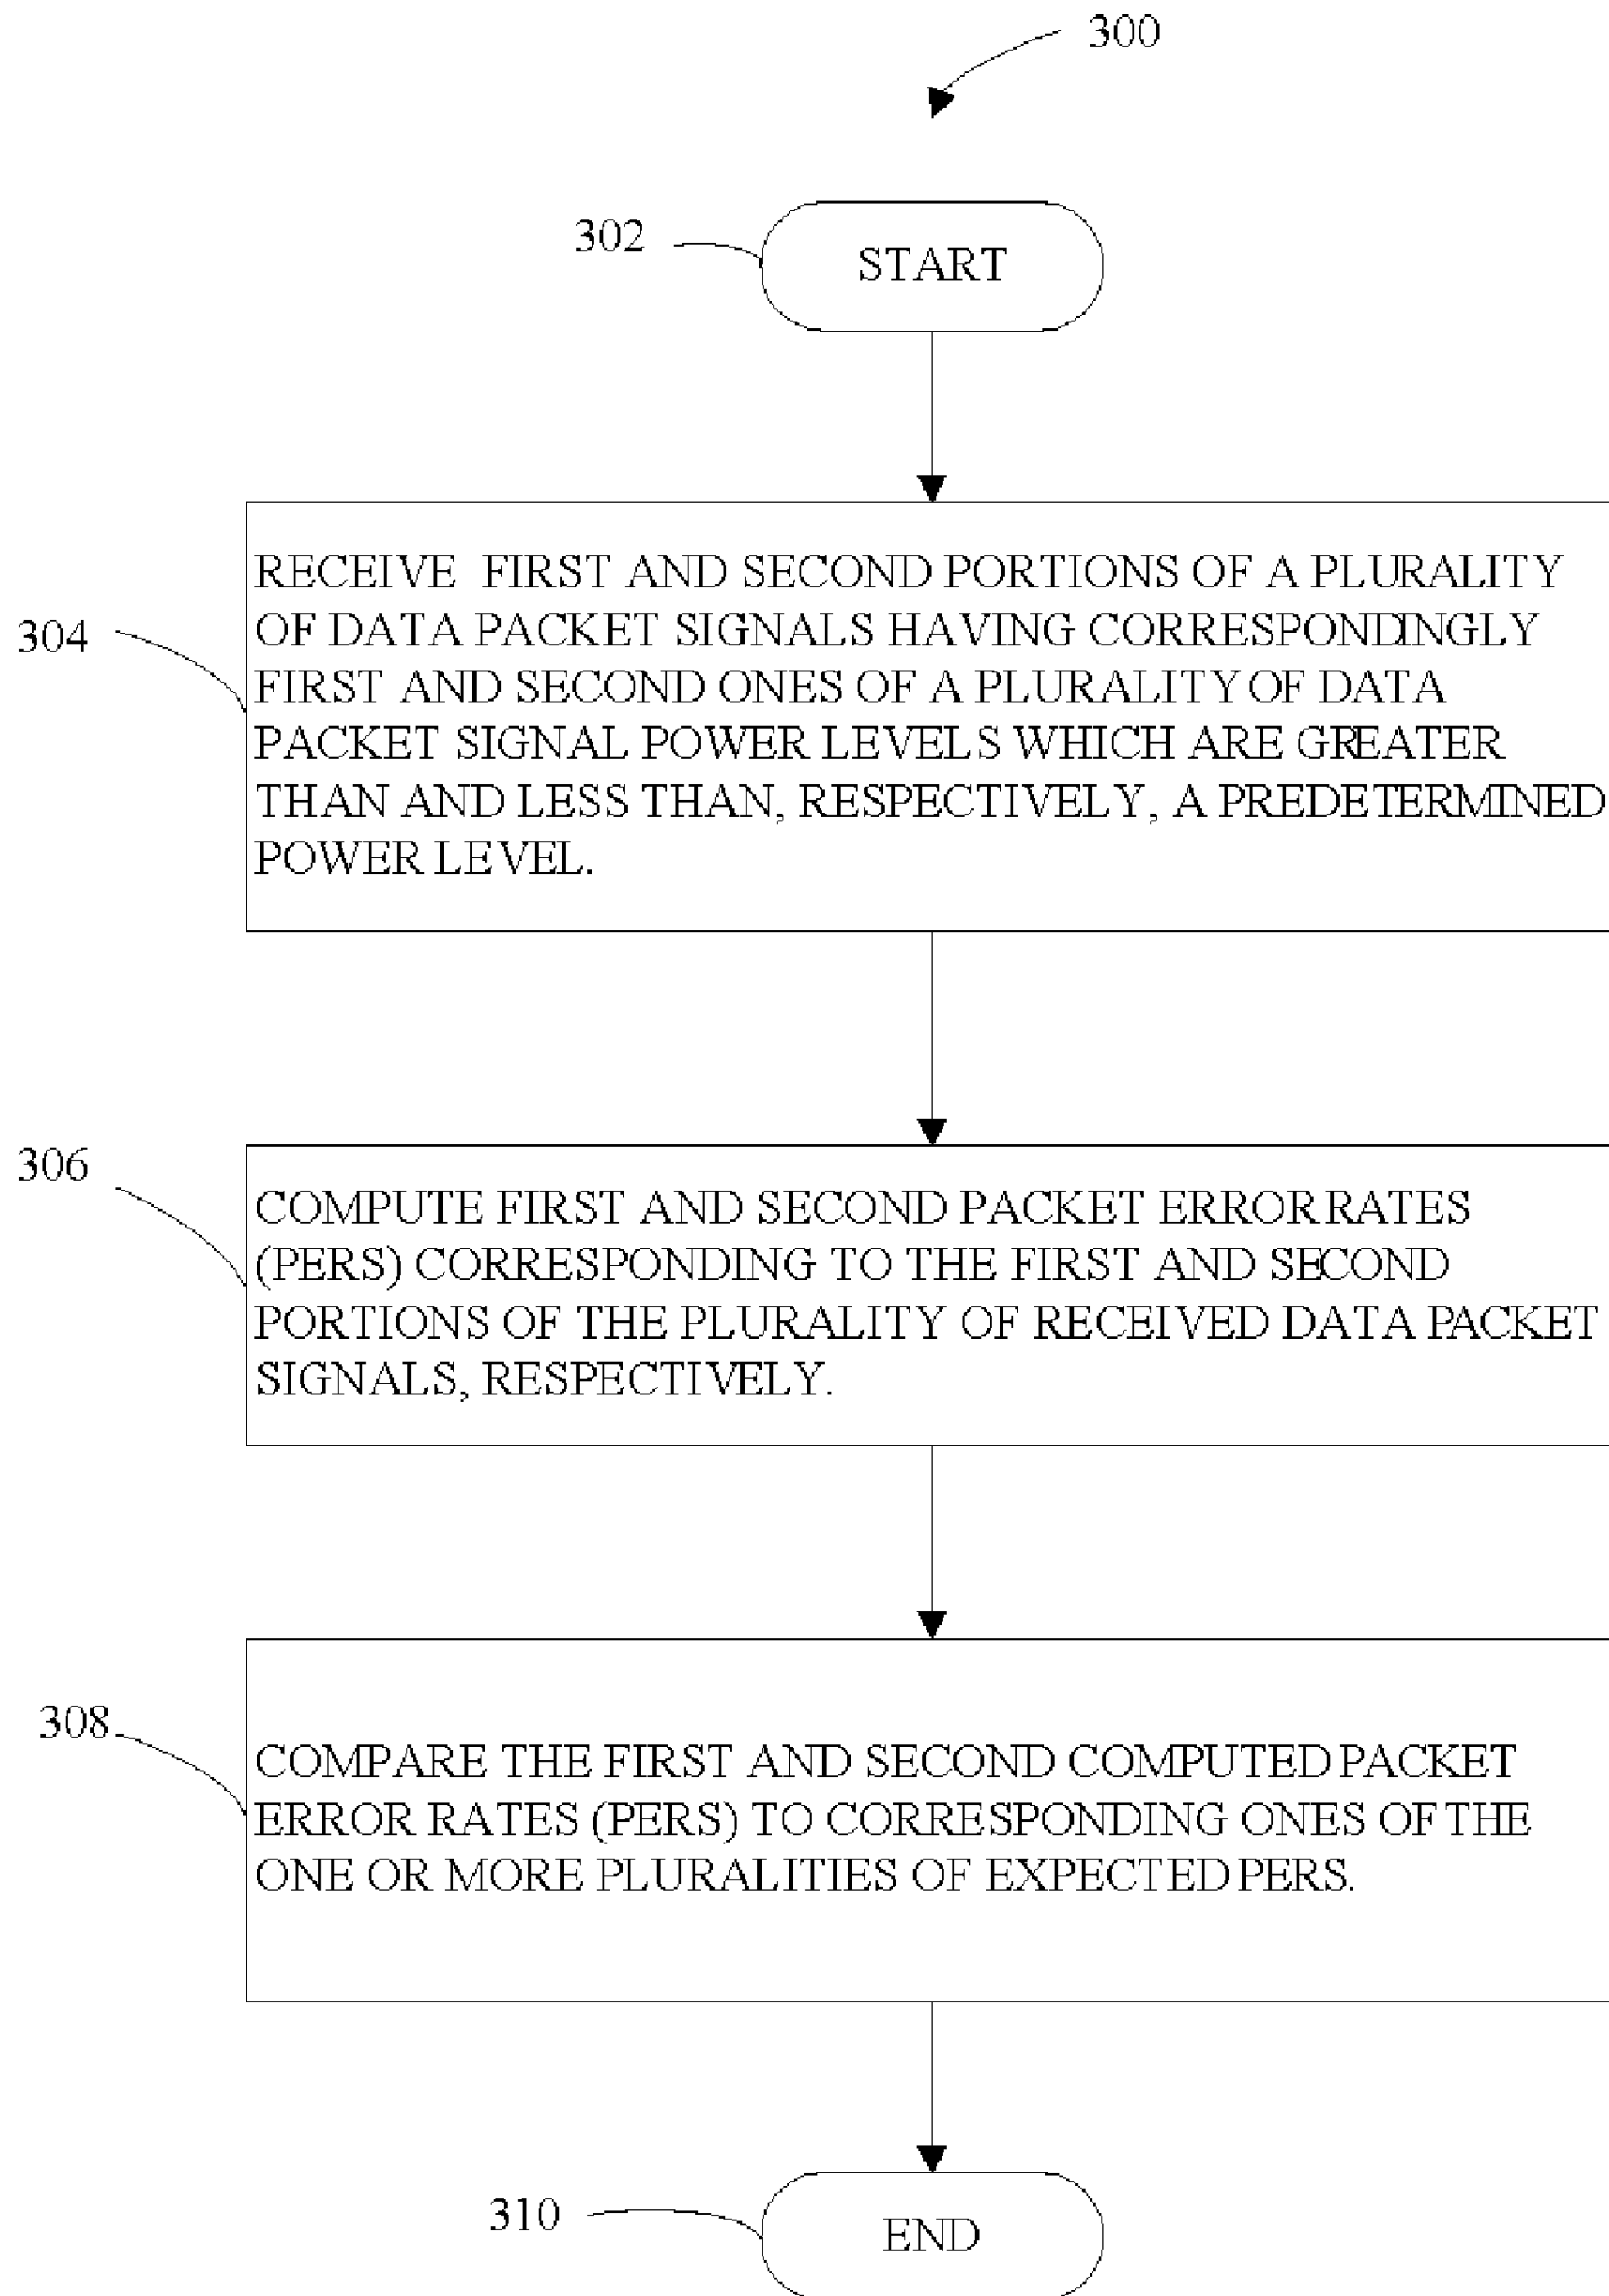 300
302
START
304
RECEIVE FIRST AND SECOND PORTIONS OF A PLURALITY
OF DATA PACKET SIGNALS HAVING CORRESPONDINGLY
FIRST AND SECOND ONES OF A PLURALITY OF DATA
PACKET SIGNAL POWER LEVELS WHICH ARE GREATER
THAN AND LESS THAN, RESPECTIVELY, A PREDETERMINED
POWER LEVEL.
306
COMPUTE FIRST AND SECOND PACKET ERROR RATES
(PERS) CORRESPONDING TO THE FIRST AND SECOND
PORTIONS OF THE PLURALITY OF RECEIVED DATA PACKET
SIGNALS, RESPECTIVELY.
308
COMPARE THE FIRST AND SECOND COMPUTED PACKET
ERROR RATES (PERS) TO CORRESPONDING ONES OF THE
ONE OR MORE PLURALITIES OF EXPECTED PERS.
310
END